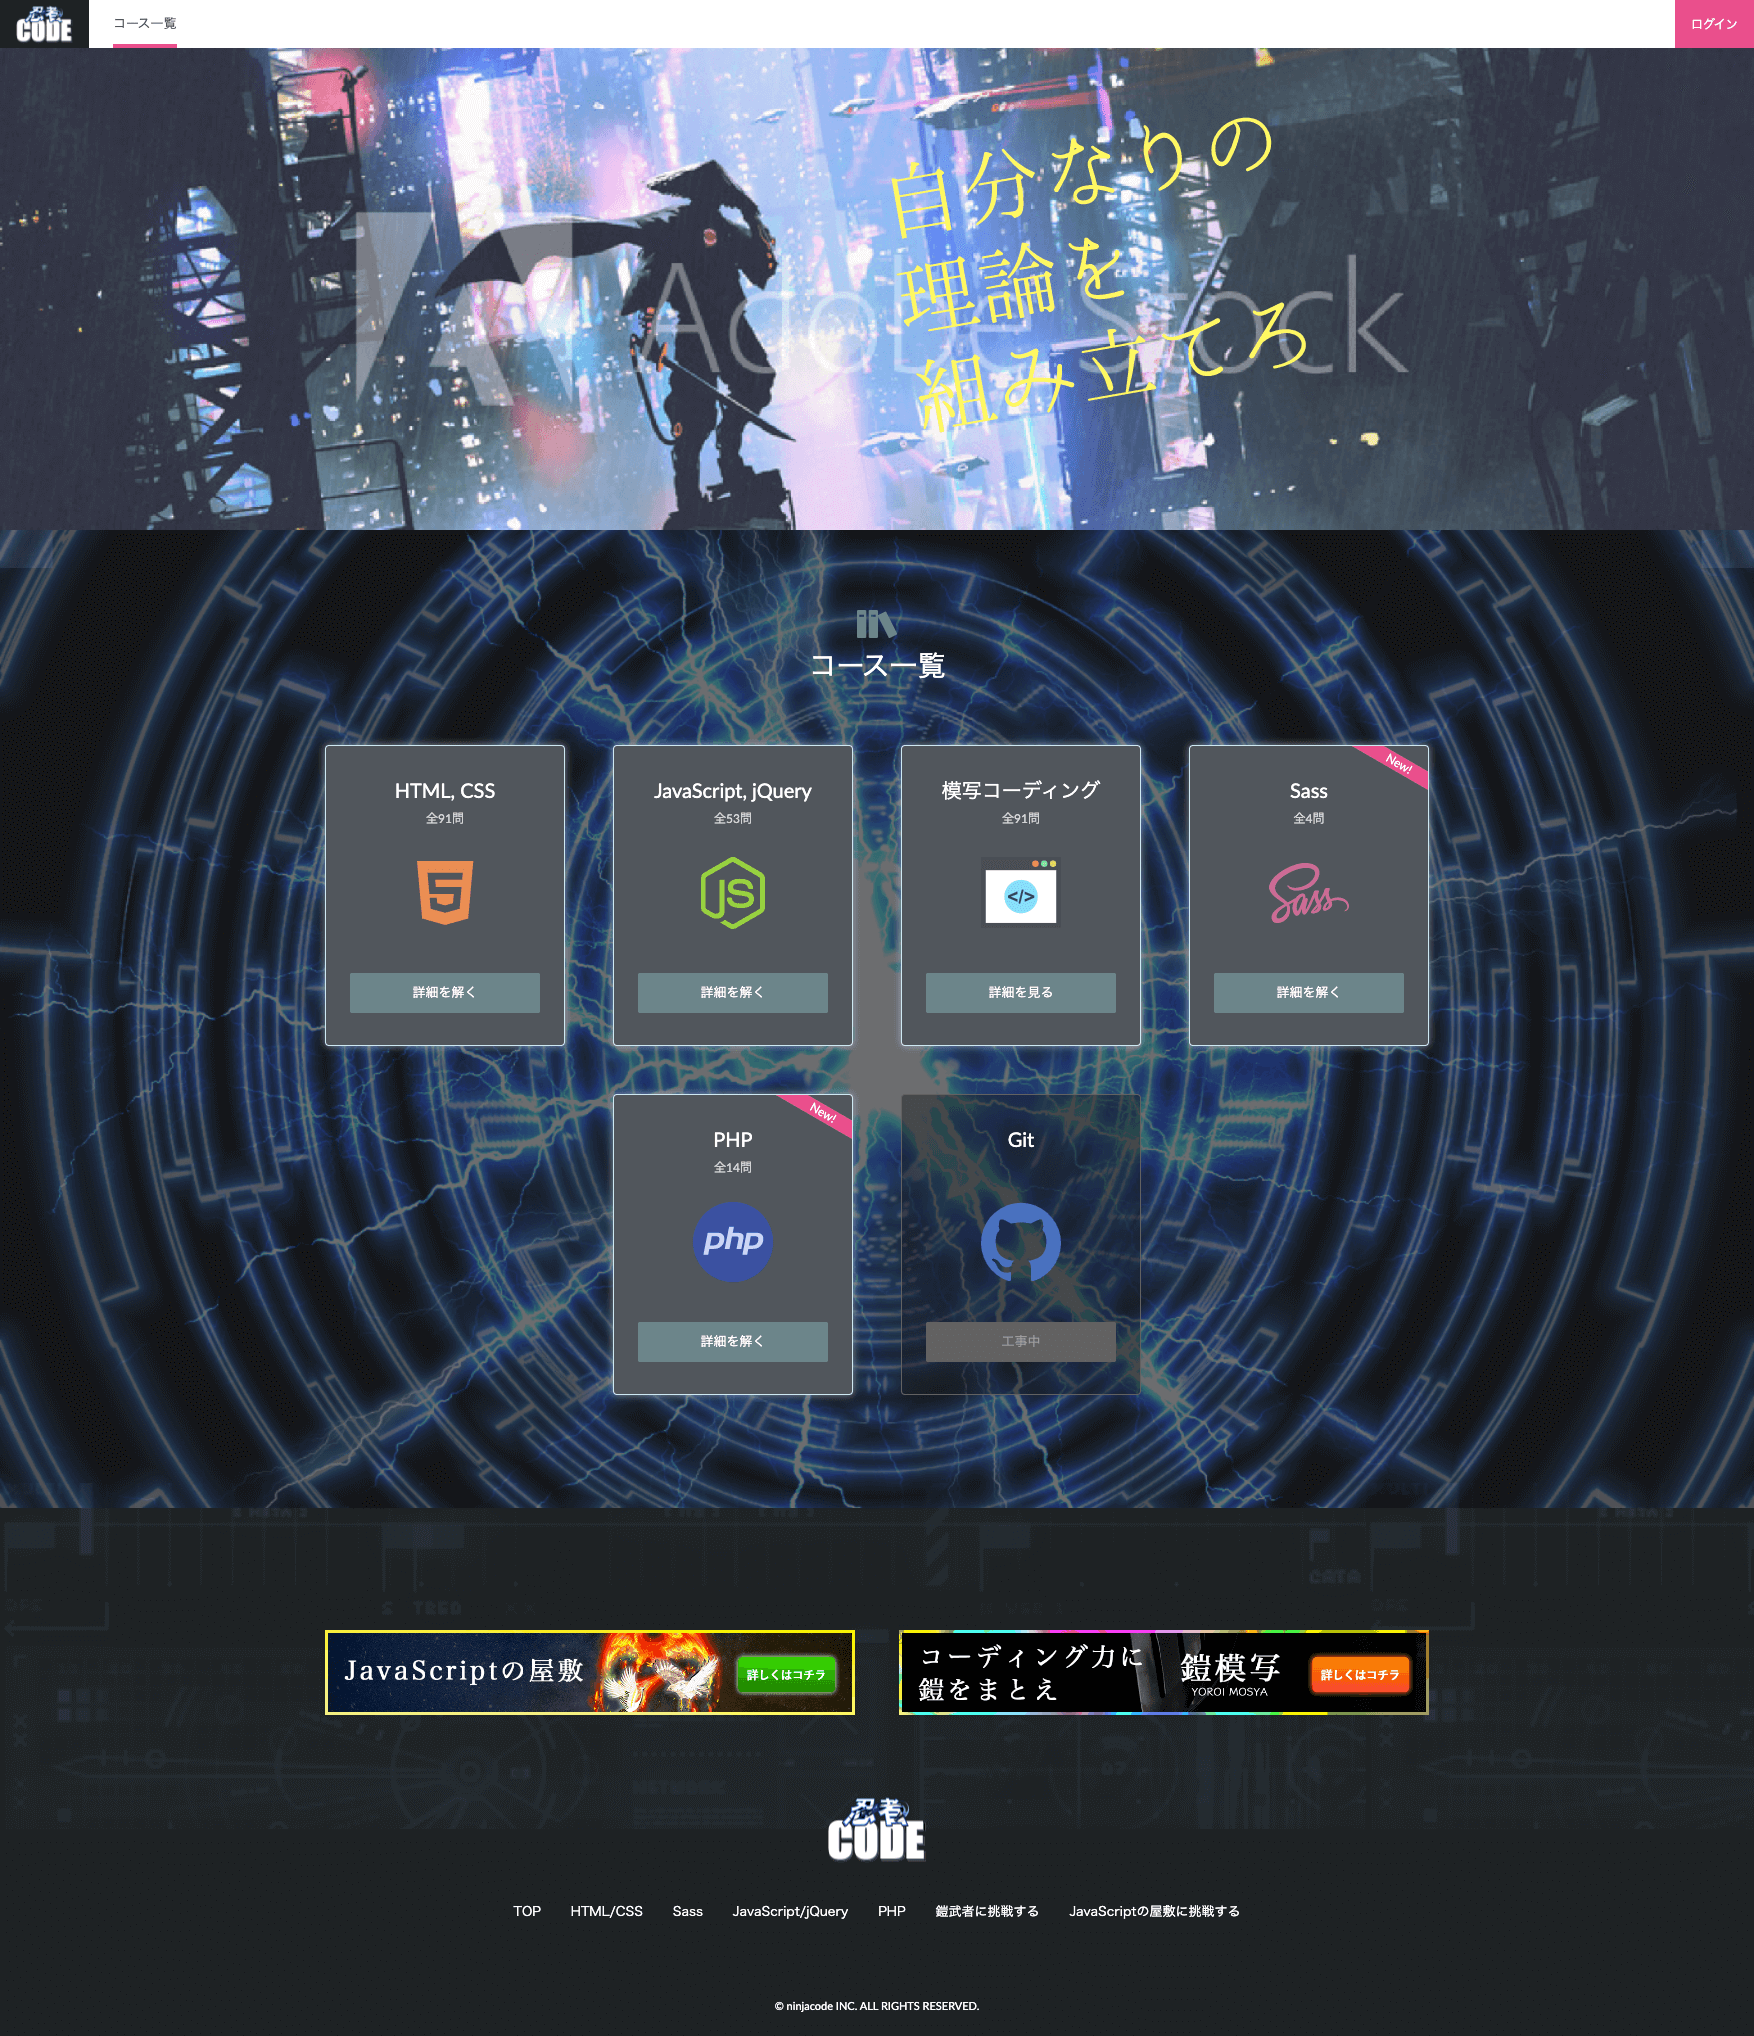 忍者
CODE
コース一覧
ログイン
自分なりの
理論を
組み立てろ
Adobe Stock
コース一覧
HTML, CSS
全91問
詳細を解く
JavaScript, jQuery
全53問
JS
詳細を解く
模写コーディング
全91問
</>
詳細を見る
New!
Sass
全4問
Sass
詳細を解く
New!
PHP
全14問
php
詳細を解く
Git
工事中
JavaScriptの屋敷
詳しくはコチラ
コーディング力に
鎧をまとえ
鎧模写
YOROI MOSYA
詳しくはコチラ
忍者
CODE
TOP HTML/CSS Sass JavaScript/jQuery PHP 鎧武者に挑戦する JavaScriptの屋敷に挑戦する
© ninjacode INC. ALL RIGHTS RESERVED.